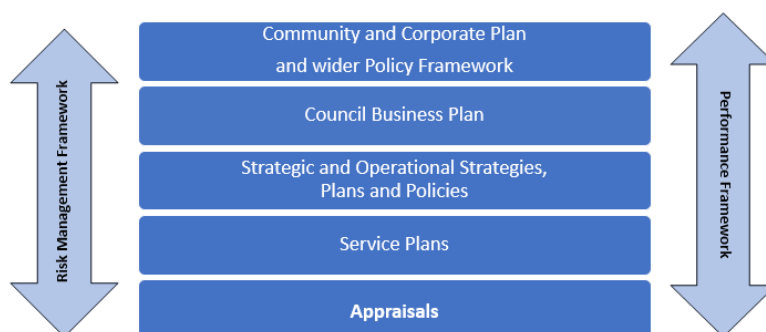 Community and Corporate Plan
and wider Policy Framework
Council Business Plan
Strategic and Operational Strategies,
Plans and Policies
Service Plans
Appraisals
Risk Management Framework
Performance Framework